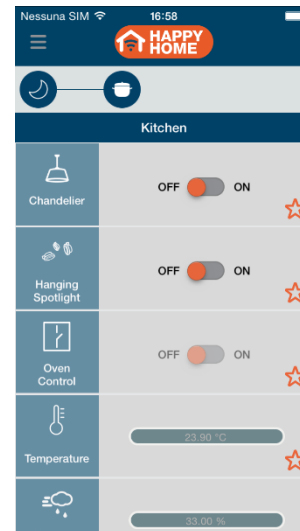 Nessuna SIM 16:58
HAPPY
HOME
Kitchen
Chandelier
OFF ON
Hanging
Spotlight
OFF ON
Oven
Control
OFF ON
Temperature
23.90 °C
33.00 %